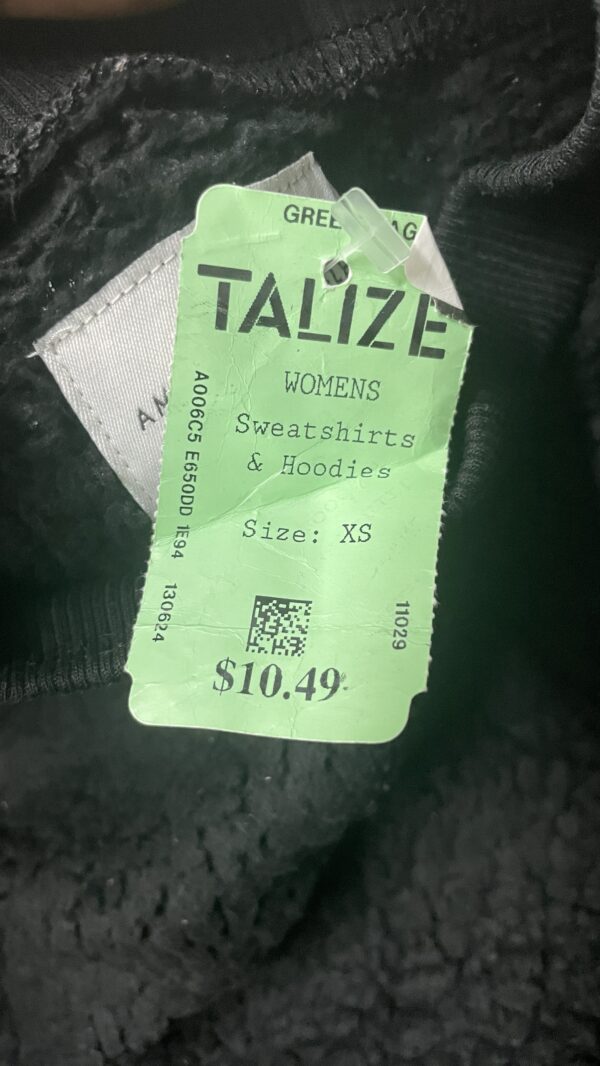 TALIZE
WOMENS
Sweatshirts
& Hoodies
Size: XS
$10.49
A006C5 E650DD 1E94 130624
11029